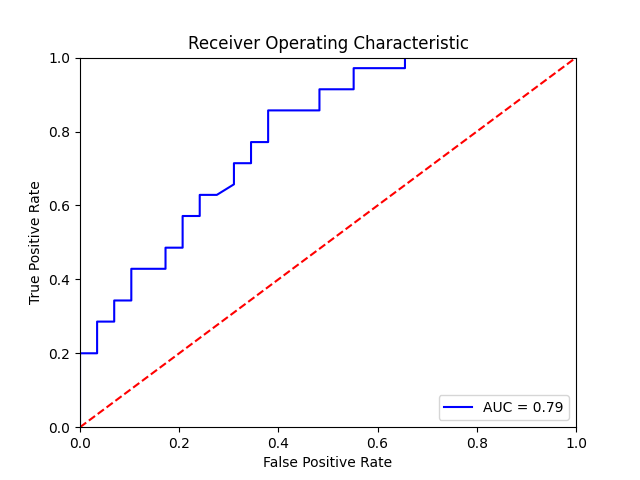 Receiver Operating Characteristic
True Positive Rate
1.0
0.8
0.6
0.4
0.2
0.0
0.0 0.2 0.4 0.6 0.8 1.0
False Positive Rate
AUC = 0.79